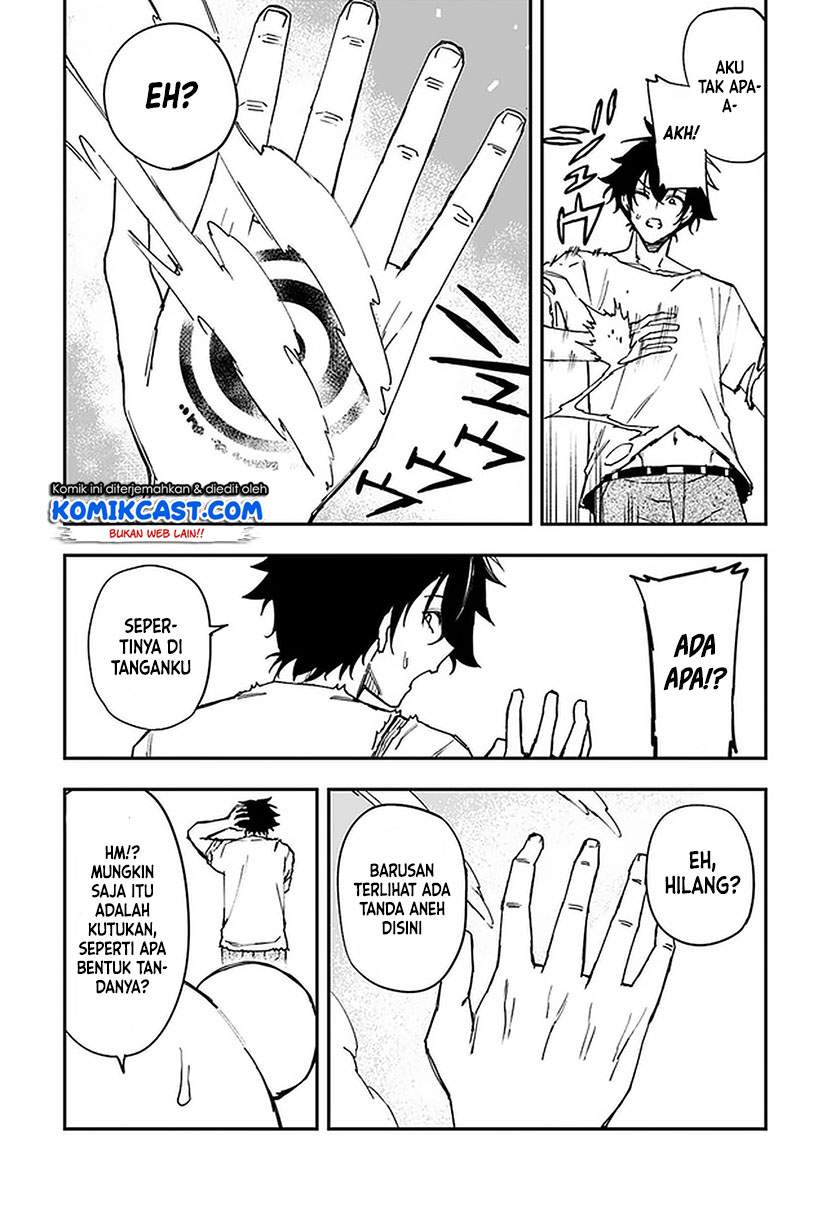 AKU
TAK APA-
A-
AKH!
EH?
Komik ini diterjemahkan & diedit oleh
KOMIKCAST.COM
BUKAN WEB LAIN!!
ADA
APA!?
SEPER-
TINYA DI
TANGANKU
EH,
HILANG?
BARUSAN
TERLIHAT ADA
TANDA ANEH
DISINI
HM!?
MUNGKIN
SAJA ITU
ADALAH
KUTUKAN,
SEPERTI APA
BENTUK TAN-
DANYA?